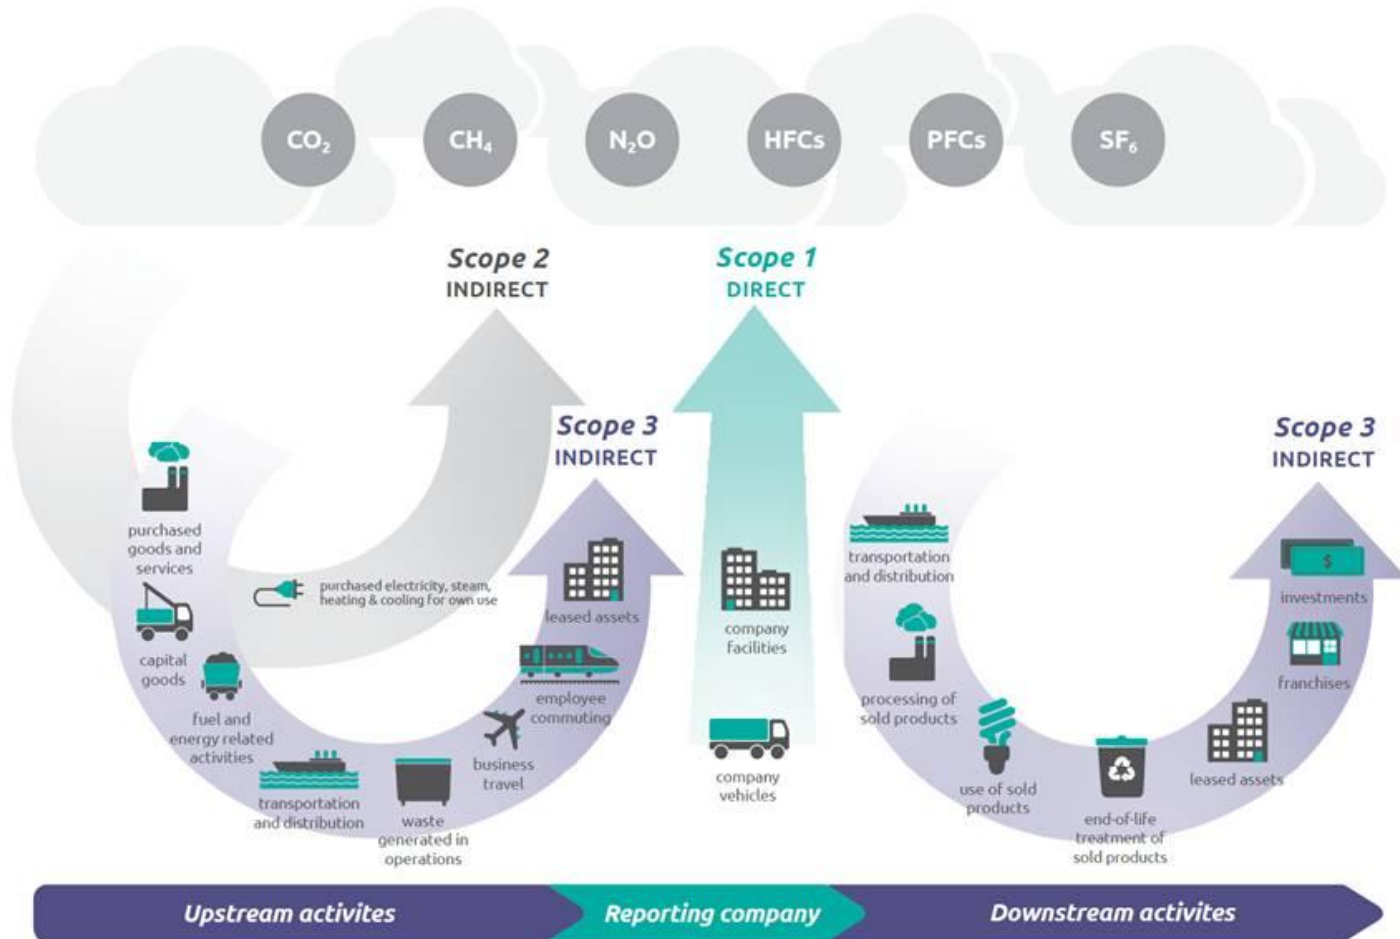 CO₂
CH₄
N₂O
HFCs
PFCs
SF₆
Scope 2
INDIRECT
Scope 1
DIRECT
Scope 3
INDIRECT
Scope 3
INDIRECT
purchased
goods and
services
capital
goods
fuel and
energy related
activities
transportation
and distribution
waste
generated in
operations
business
travel
employee
commuting
leased assets
purchased electricity, steam,
heating & cooling for own use
company
facilities
company
vehicles
transportation
and distribution
processing of
sold products
use of sold
products
end-of-life
treatment of
sold products
leased assets
franchises
investments
$
Upstream activites
Reporting company
Downstream activites